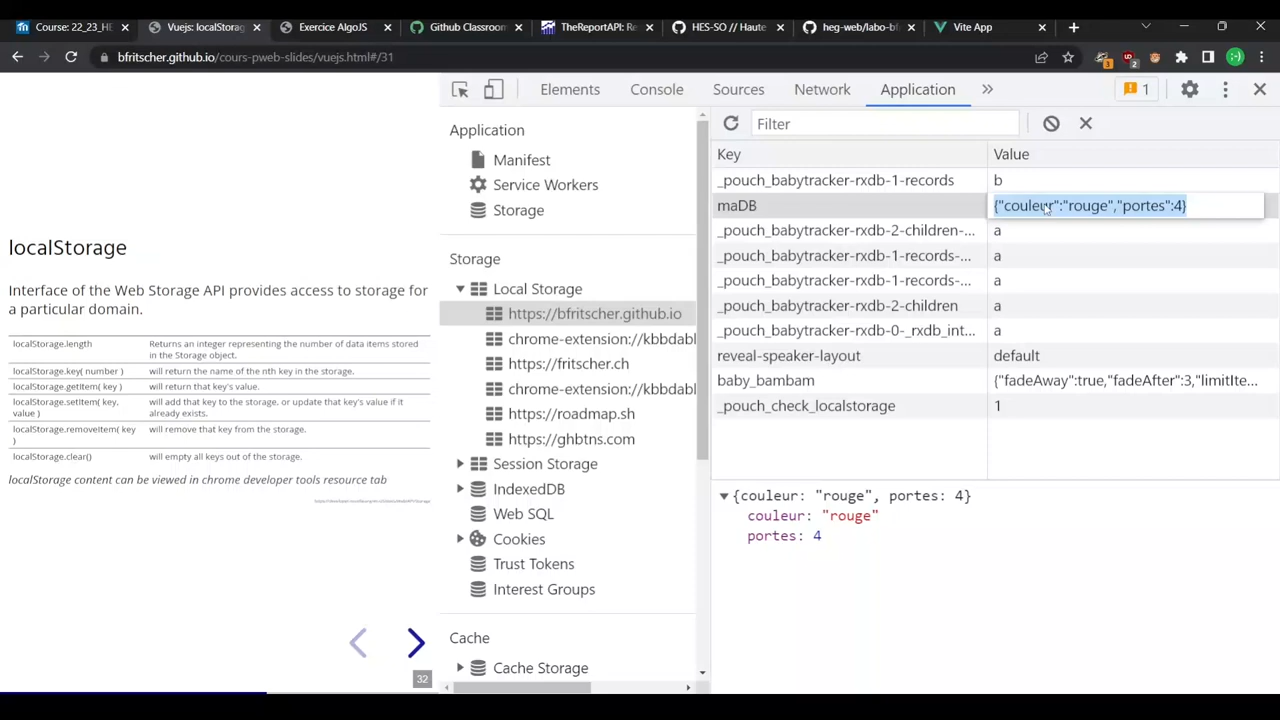 Course: 22_23_HE
Vuejs: localStorag
Exercice AlgoJS
Github Classroom
TheReportAPI: Re
HES-SO // Haute
heg-web/labo-bf
Vite App
bfritscher.github.io/cours-pweb-slides/vuejs.html#/31
Elements
Console
Sources
Network
Application
1
localStorage
Interface of the Web Storage API provides access to storage for
a particular domain.
localStorage.length
Returns an integer representing the number of data items stored
in the Storage object.
localStorage.key( number )
will return the name of the nth key in the storage.
localStorage.getItem( key )
will return that key's value.
localStorage.setItem( key,
value )
will add that key to the storage, or update that key's value if it
already exists.
localStorage.removeItem( key
)
will remove that key from the storage.
localStorage.clear()
will empty all keys out of the storage.
localStorage content can be viewed in chrome developer tools resource tab
32
Application
Manifest
Service Workers
Storage
Storage
Local Storage
https://bfritscher.github.io
chrome-extension://kbbdabl
https://fritscher.ch
chrome-extension://kbbdabl
https://roadmap.sh
https://ghbtns.com
Session Storage
IndexedDB
Web SQL
Cookies
Trust Tokens
Interest Groups
Cache
Cache Storage
Filter
Key
Value
_pouch_babytracker-rxdb-1-records
b
maDB
{"couleur":"rouge","portes":4}
_pouch_babytracker-rxdb-2-children-...
a
_pouch_babytracker-rxdb-1-records-...
a
_pouch_babytracker-rxdb-1-records-...
a
_pouch_babytracker-rxdb-2-children
a
_pouch_babytracker-rxdb-0-_rxdb_int...
a
reveal-speaker-layout
default
baby_bambam
{"fadeAway":true,"fadeAfter":3,"limitIte...
_pouch_check_localstorage
1
{couleur: "rouge", portes: 4}
couleur: "rouge"
portes: 4